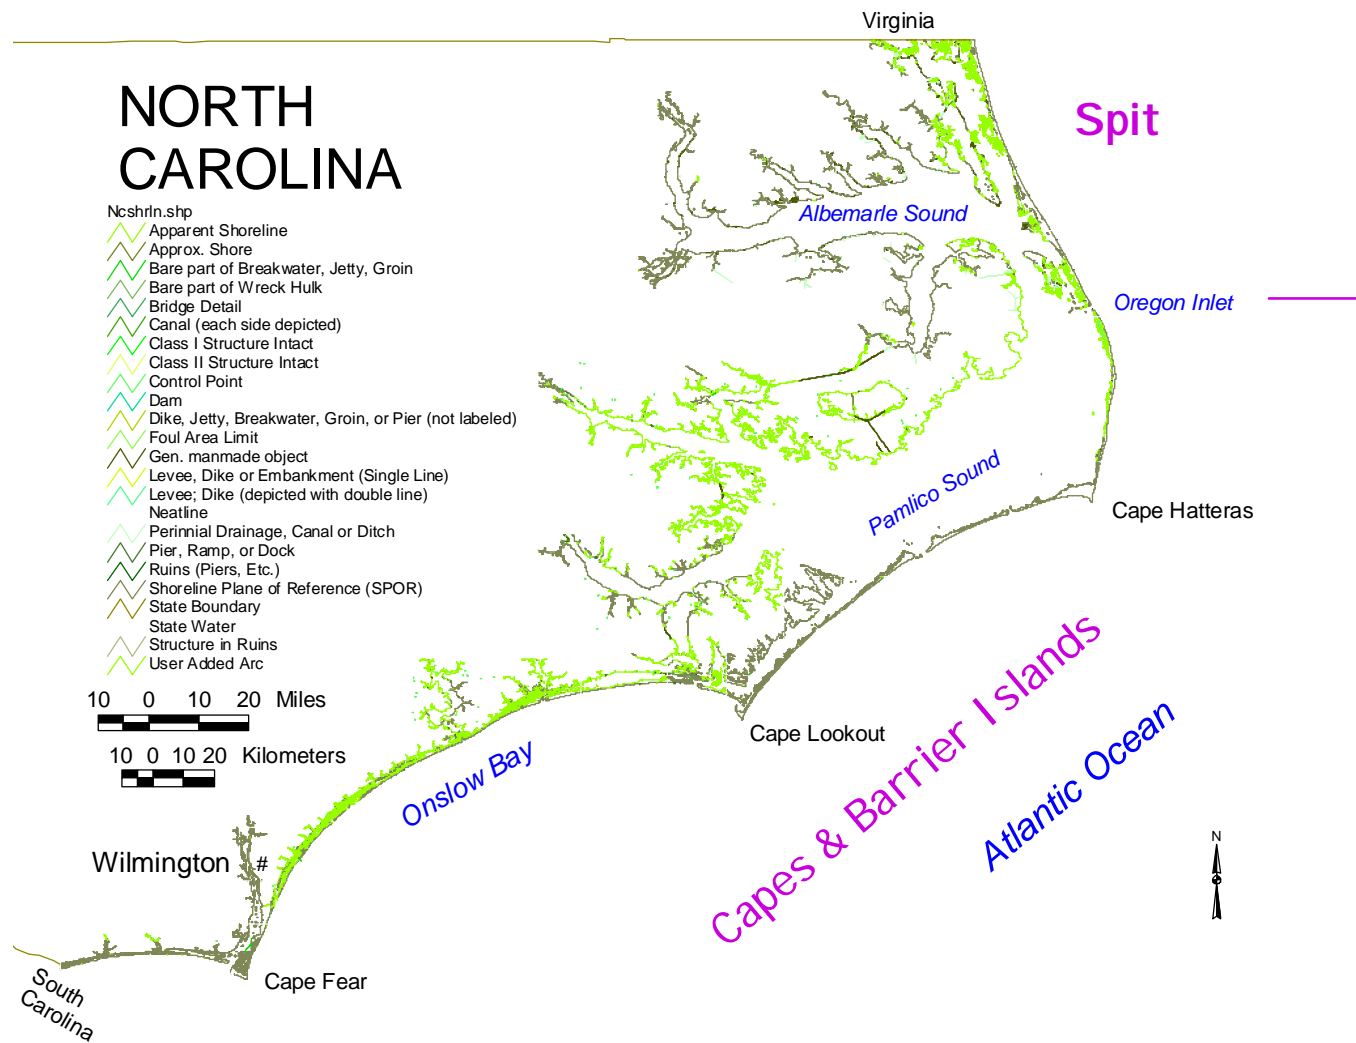 Virginia
NORTH
CAROLINA
Spit
Ncshrln.shp
Apparent Shoreline
Approx. Shore
Bare part of Breakwater, Jetty, Groin
Bare part of Wreck Hulk
Bridge Detail
Canal (each side depicted)
Class I Structure Intact
Class II Structure Intact
Control Point
Dam
Dike, Jetty, Breakwater, Groin, or Pier (not labeled)
Foul Area Limit
Gen. manmade object
Levee, Dike or Embankment (Single Line)
Levee; Dike (depicted with double line)
Neatline
Perinnial Drainage, Canal or Ditch
Pier, Ramp, or Dock
Ruins (Piers, Etc.)
Shoreline Plane of Reference (SPOR)
State Boundary
State Water
Structure in Ruins
User Added Arc
10 0 10 20 Miles
10 0 10 20 Kilometers
Albemarle Sound
Oregon Inlet
Pamlico Sound
Cape Hatteras
Cape Lookout
Onslow Bay
Capes & Barrier Islands
Atlantic Ocean
N
Wilmington #
Cape Fear
South
Carolina